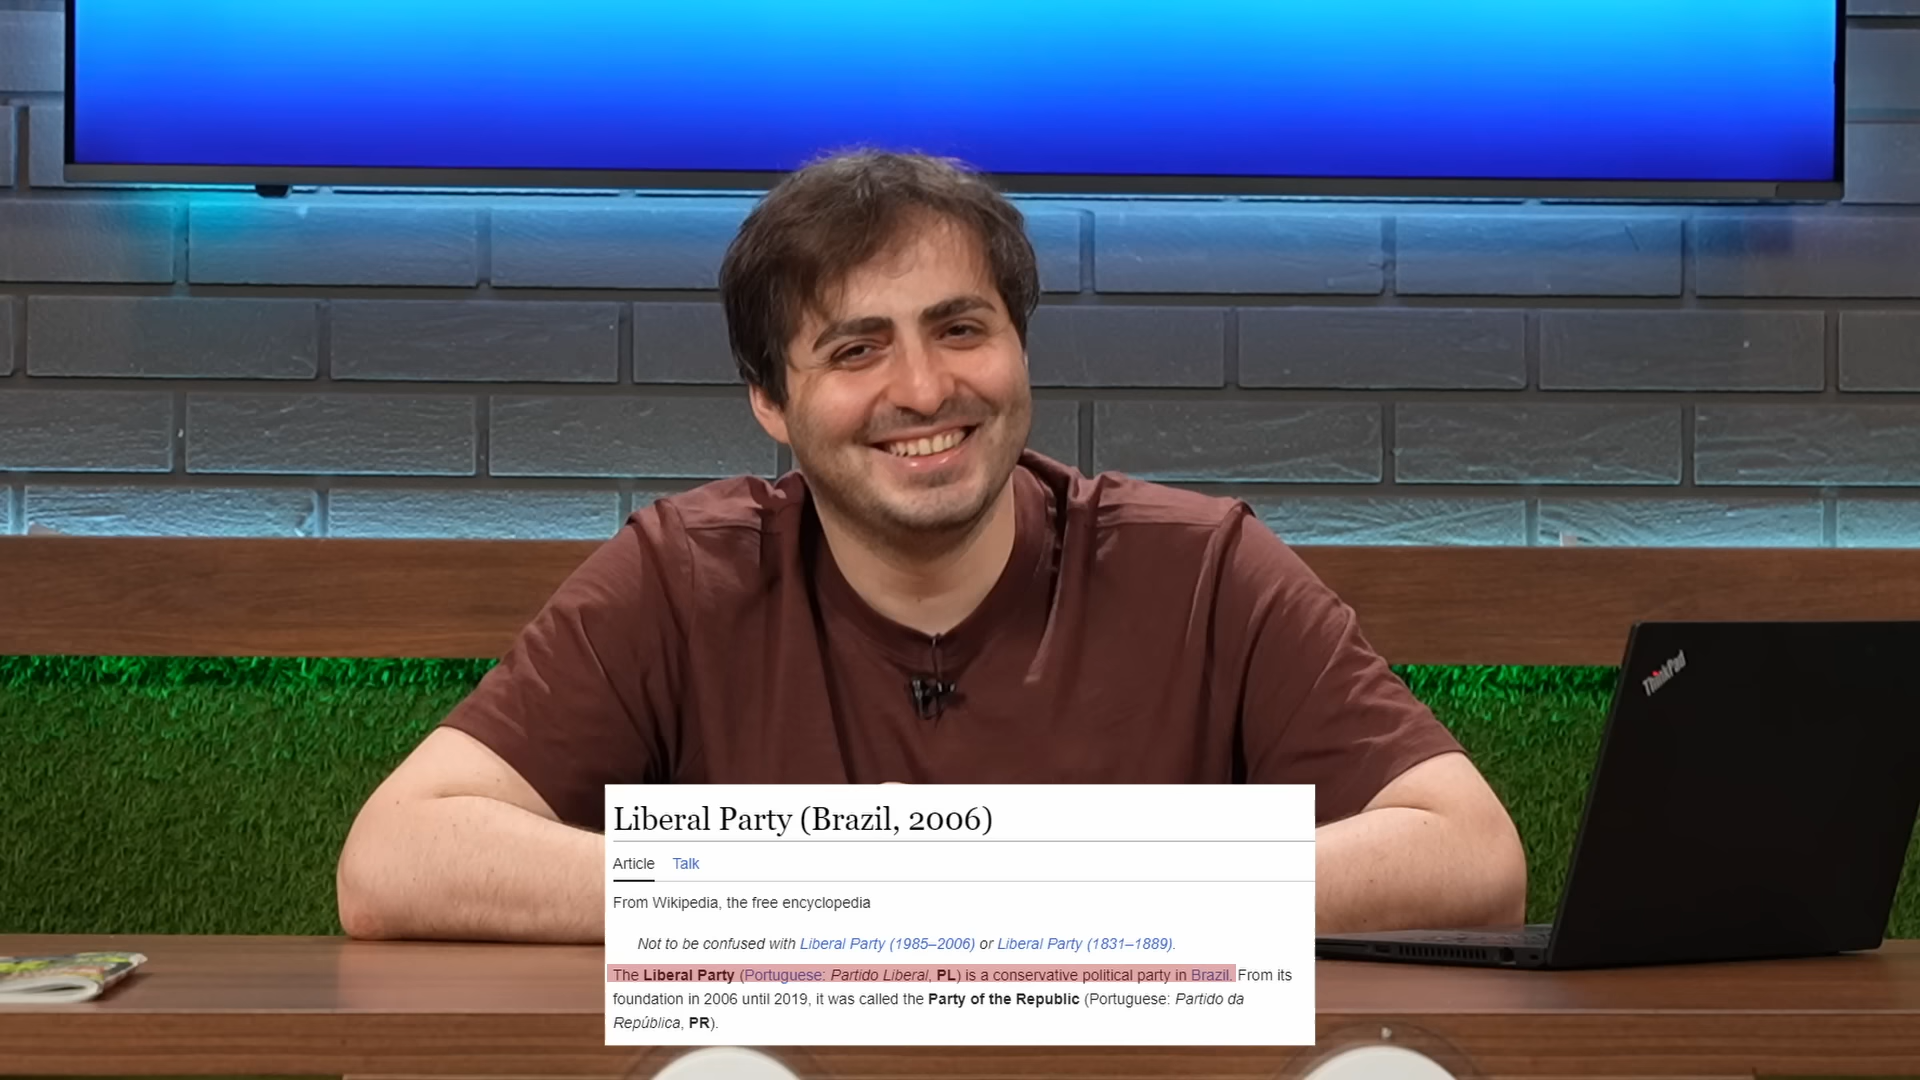 ThinkPad
Liberal Party (Brazil, 2006)
Article Talk
From Wikipedia, the free encyclopedia
Not to be confused with Liberal Party (1985–2006) or Liberal Party (1831–1889).
The Liberal Party (Portuguese: Partido Liberal, PL) is a conservative political party in Brazil. From its
foundation in 2006 until 2019, it was called the Party of the Republic (Portuguese: Partido da
República, PR).